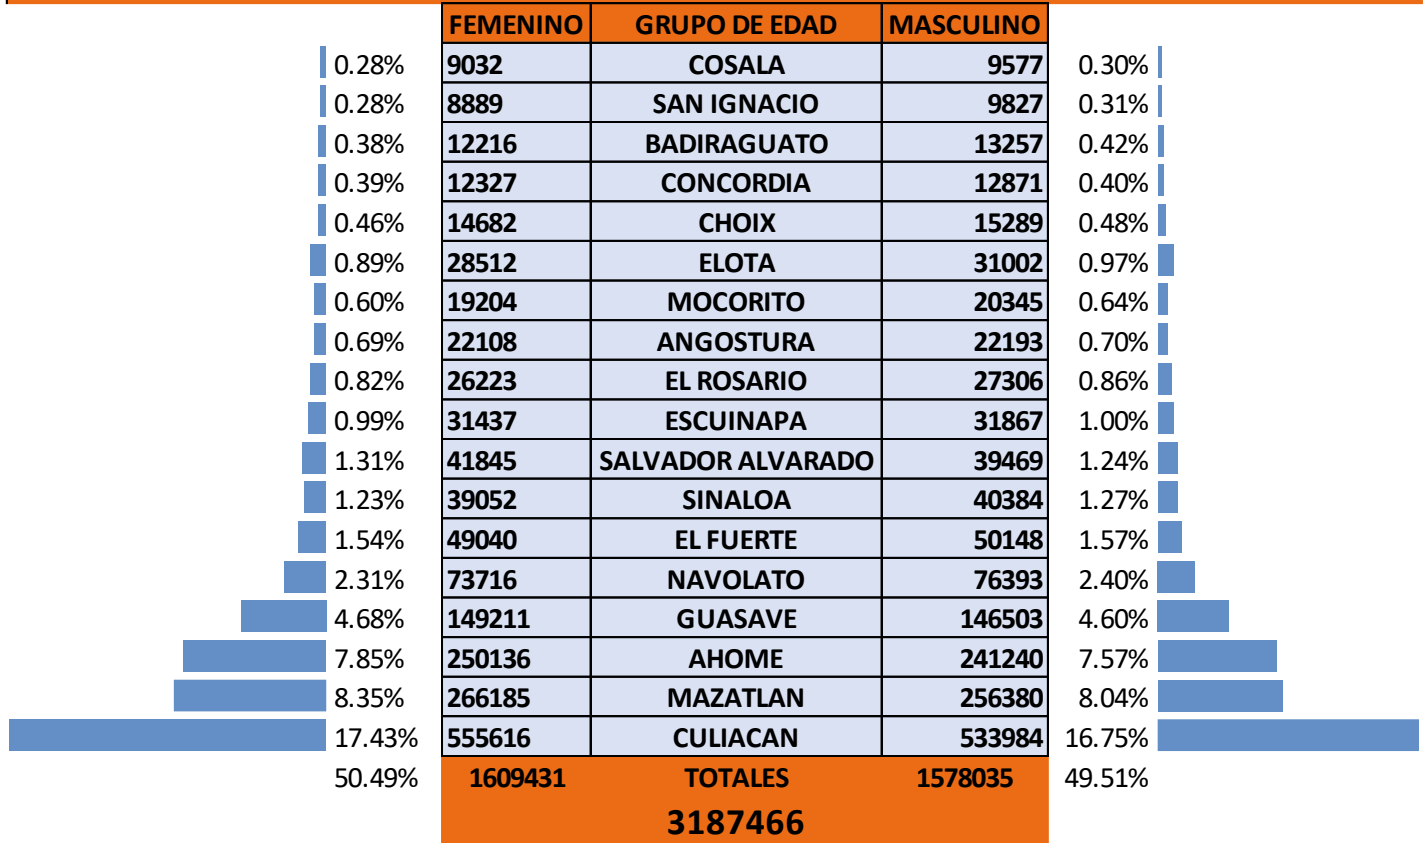 FEMENINO GRUPO DE EDAD MASCULINO
0.28% 9032 COSALA 9577 0.30%
0.28% 8889 SAN IGNACIO 9827 0.31%
0.38% 12216 BADIRAGUATO 13257 0.42%
0.39% 12327 CONCORDIA 12871 0.40%
0.46% 14682 CHOIX 15289 0.48%
0.89% 28512 ELOTA 31002 0.97%
0.60% 19204 MOCORITO 20345 0.64%
0.69% 22108 ANGOSTURA 22193 0.70%
0.82% 26223 EL ROSARIO 27306 0.86%
0.99% 31437 ESCUINAPA 31867 1.00%
1.31% 41845 SALVADOR ALVARADO 39469 1.24%
1.23% 39052 SINALOA 40384 1.27%
1.54% 49040 EL FUERTE 50148 1.57%
2.31% 73716 NAVOLATO 76393 2.40%
4.68% 149211 GUASAVE 146503 4.60%
7.85% 250136 AHOME 241240 7.57%
8.35% 266185 MAZATLAN 256380 8.04%
17.43% 555616 CULIACAN 533984 16.75%
50.49% 1609431 TOTALES 1578035 49.51%
3187466